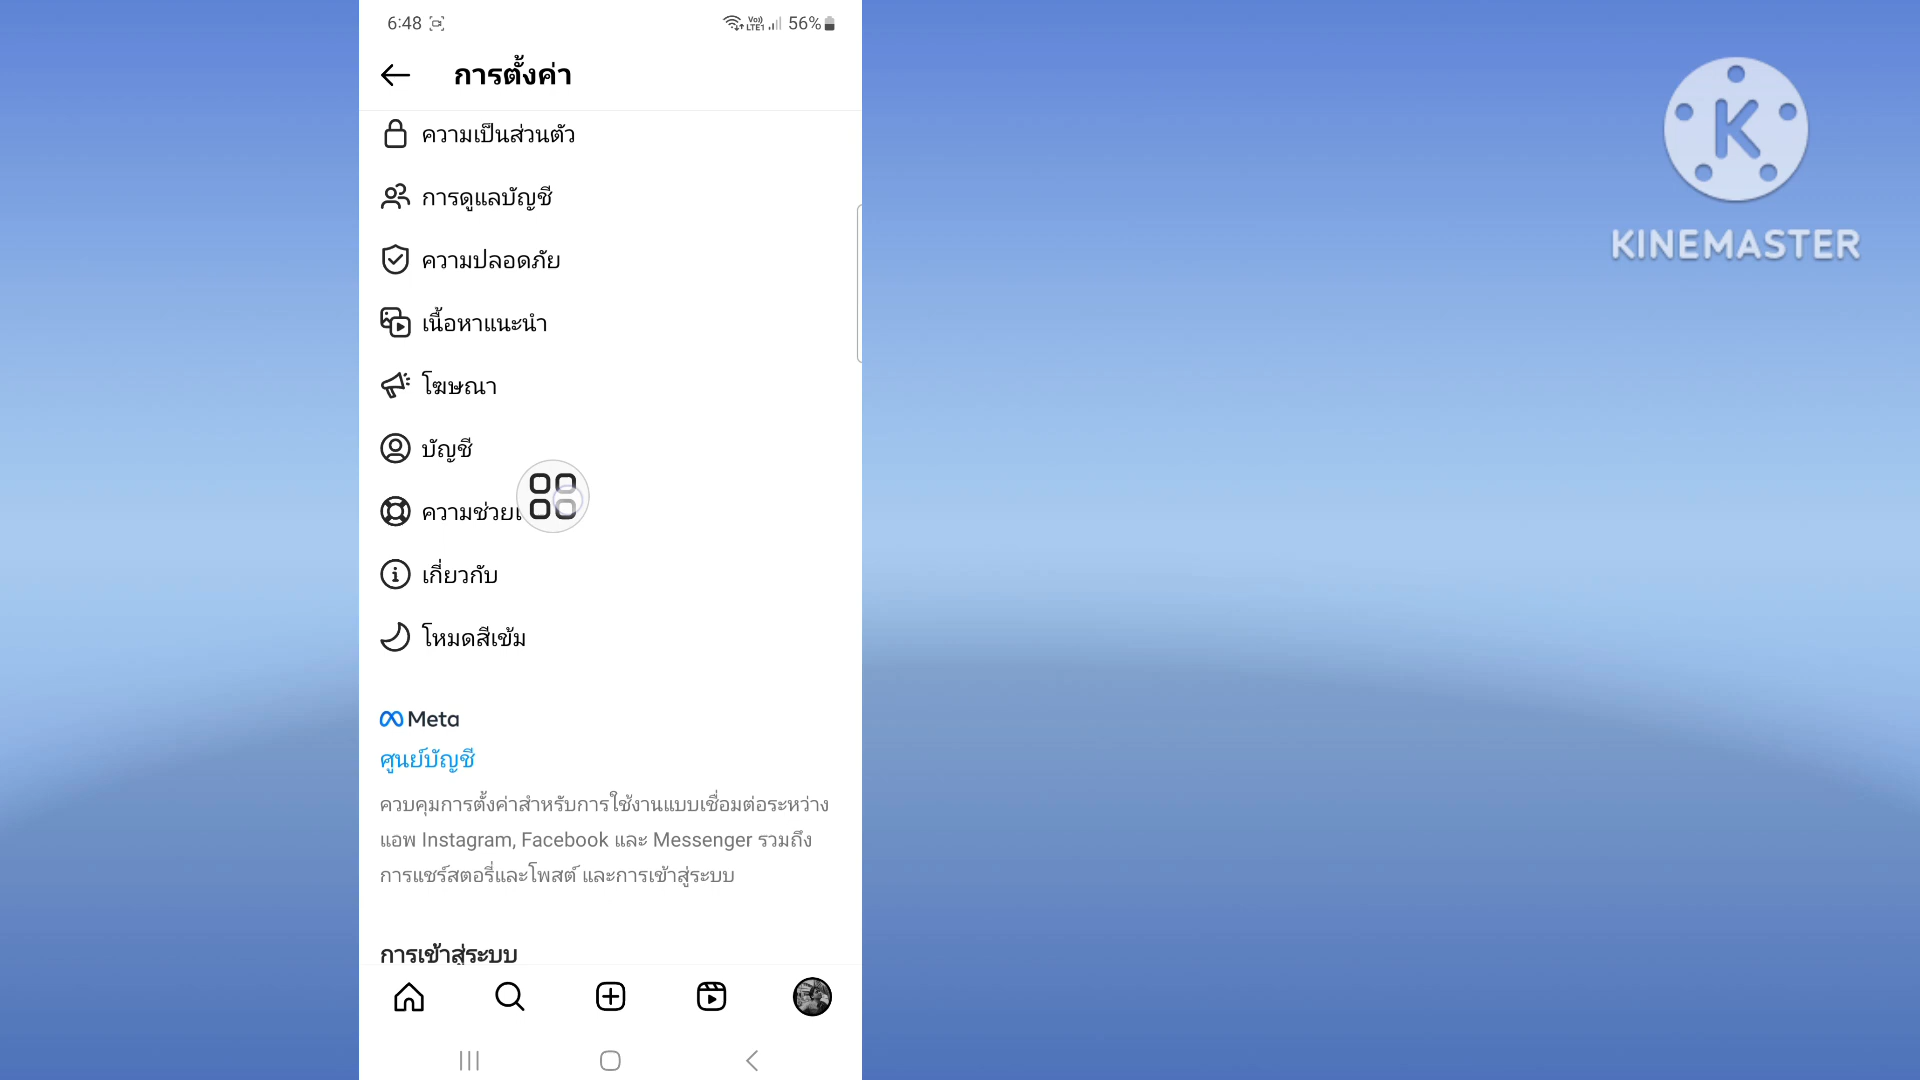 6:48
Vo) LTE1 56%
การตั้งค่า
ความเป็นส่วนตัว
การดูแลบัญชี
ความปลอดภัย
เนื้อหาแนะนำ
โฆษณา
บัญชี
ความช่วยเ
เกี่ยวกับ
โหมดสีเข้ม
Meta
ศูนย์บัญชี
ควบคุมการตั้งค่าสำหรับการใช้งานแบบเชื่อมต่อระหว่าง
แอพ Instagram, Facebook และ Messenger รวมถึง
การแชร์สตอรี่และโพสต์ และการเข้าสู่ระบบ
การเข้าสู่ระบบ
K
KINEMASTER